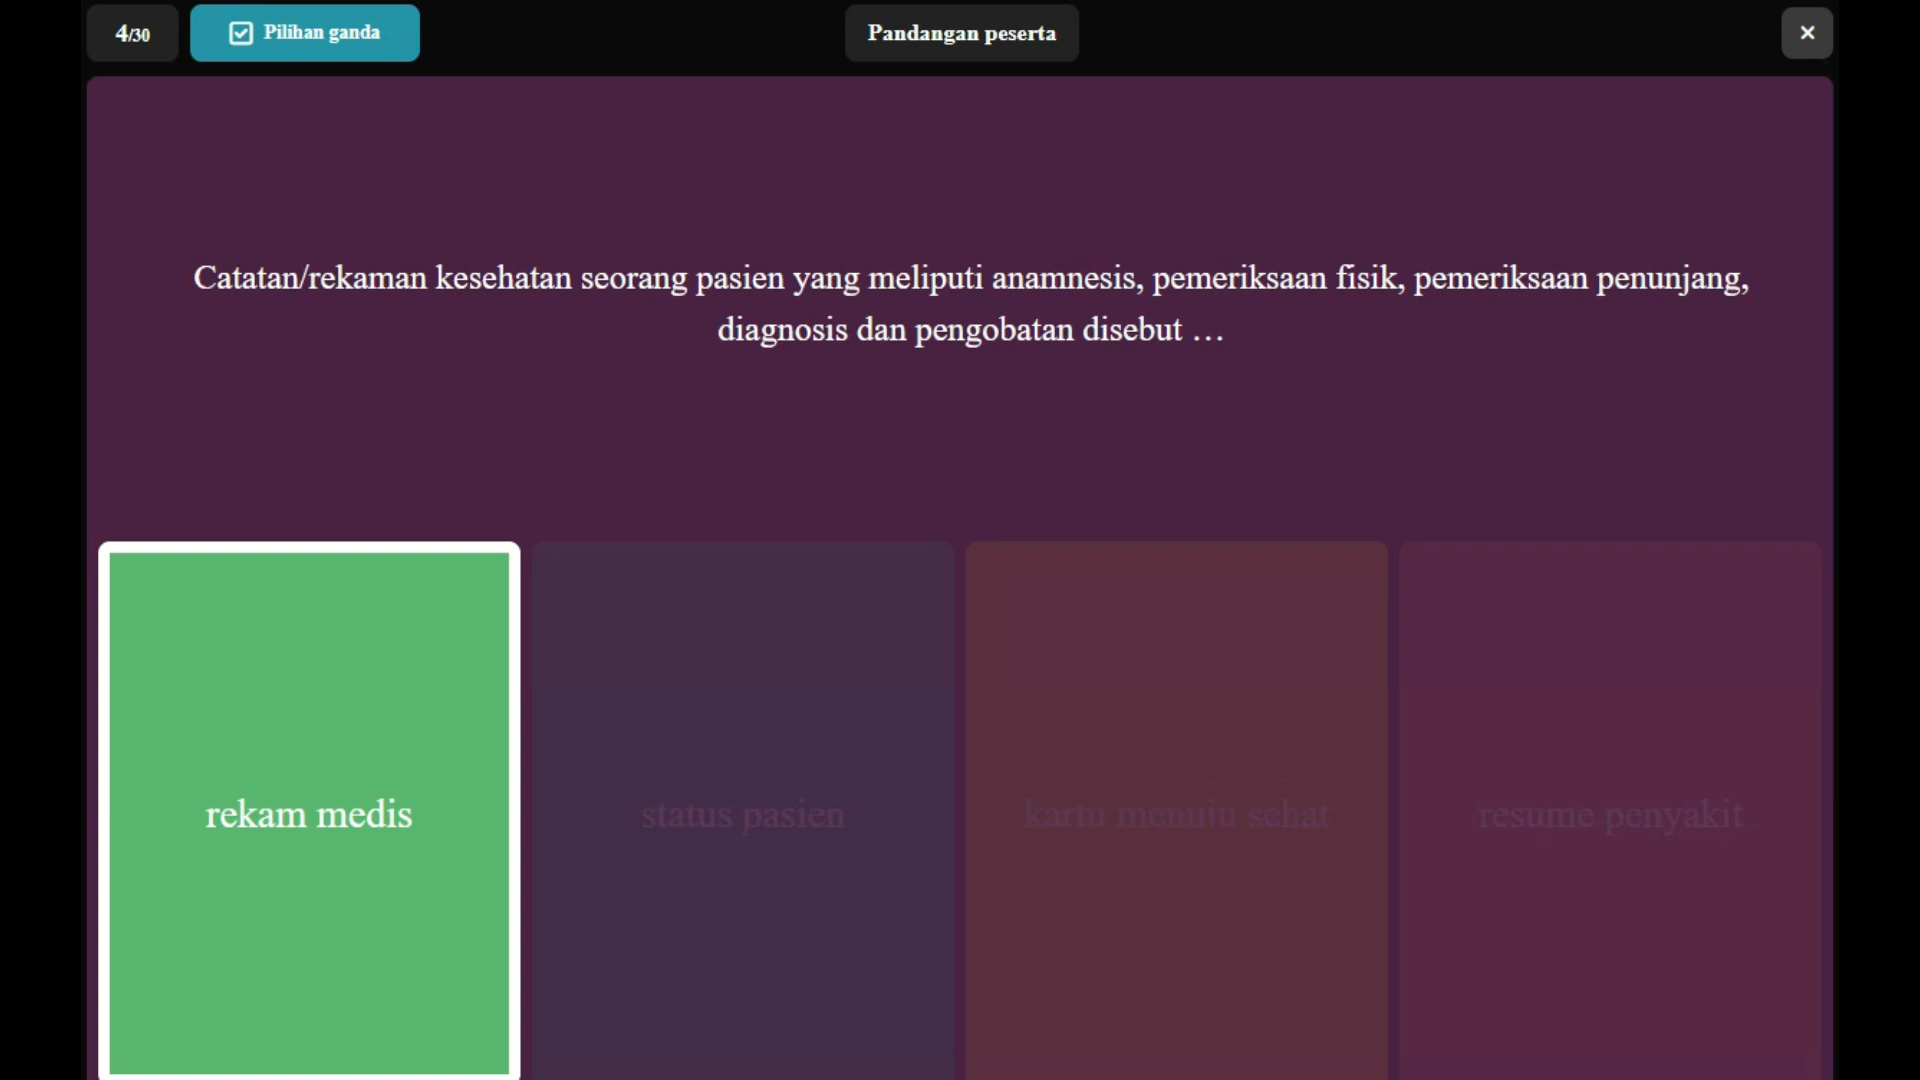 4/30
Pilihan ganda
Pandangan peserta
Catatan/rekaman kesehatan seorang pasien yang meliputi anamnesis, pemeriksaan fisik, pemeriksaan penunjang,
diagnosis dan pengobatan disebut …
rekam medis
status pasien
kartu menuju sehat
resume penyakit